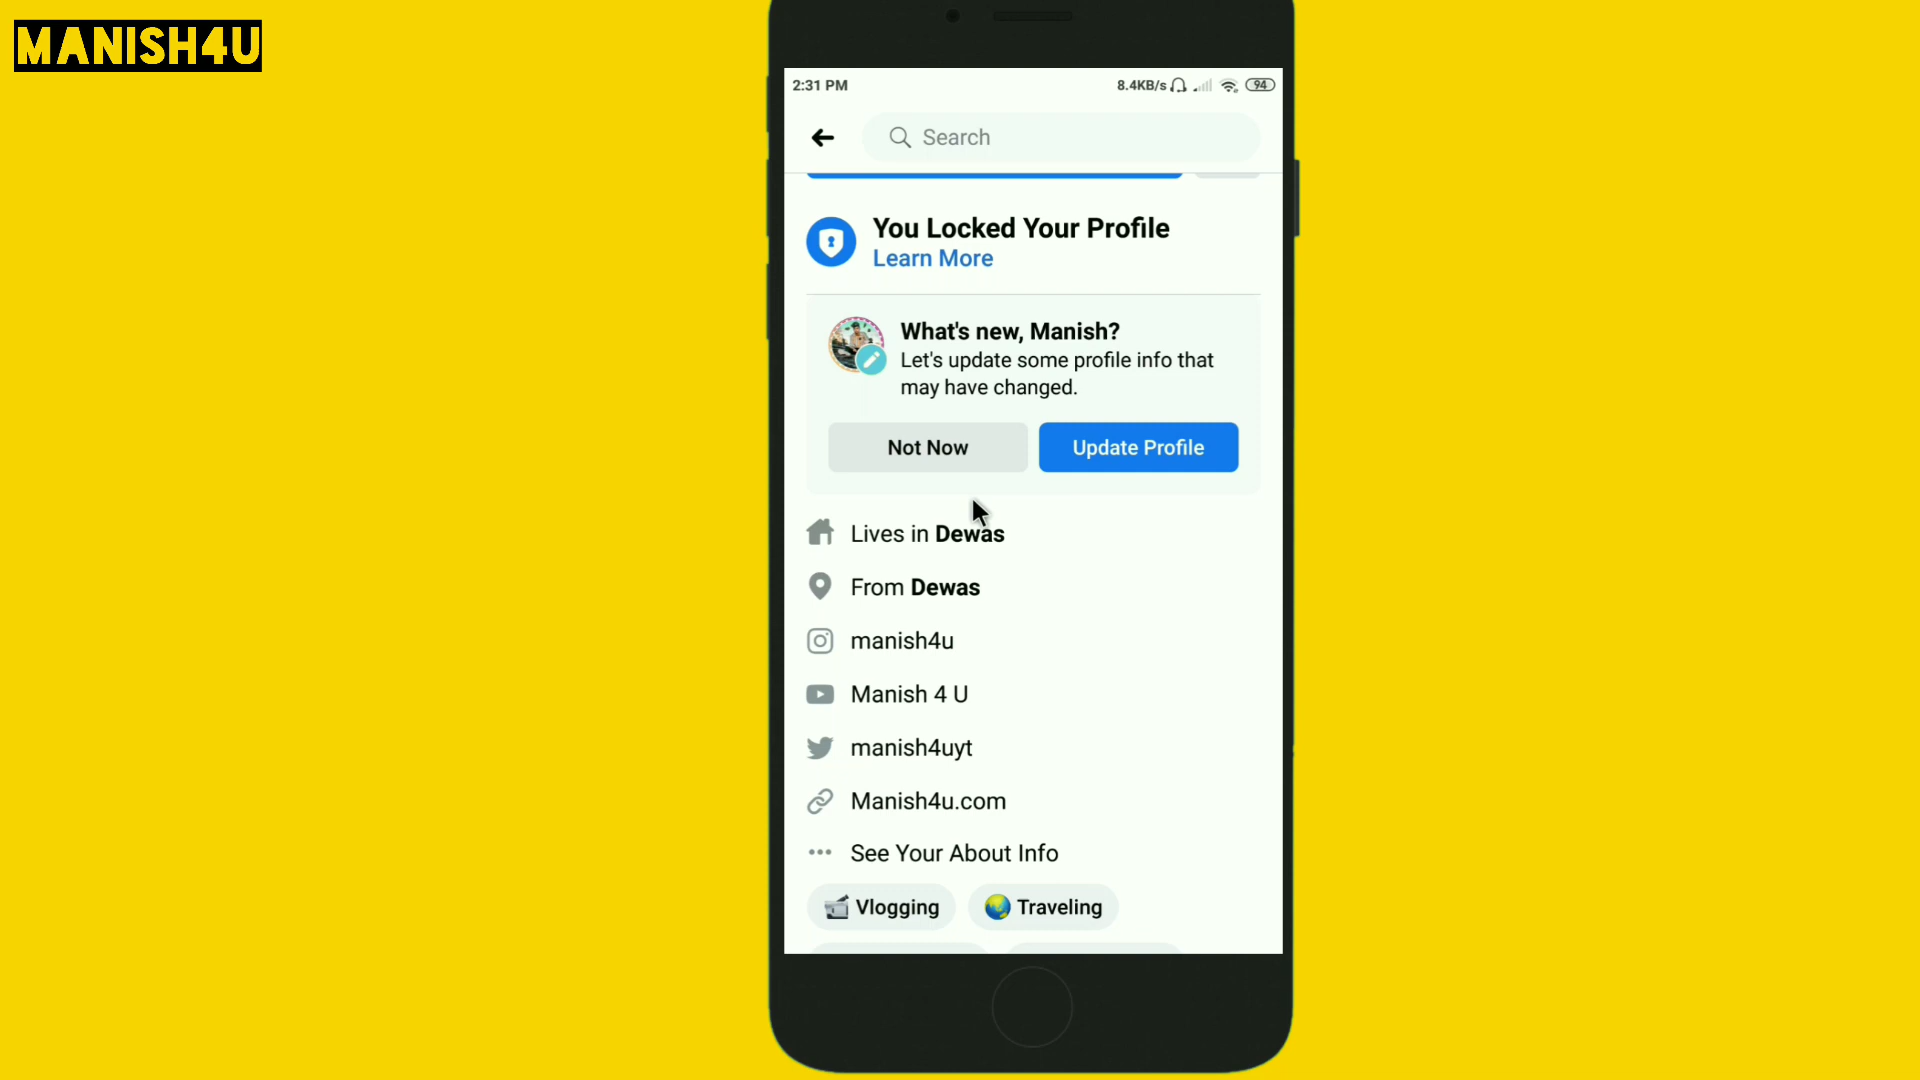 MANISH4U
2:31 PM
8.4KB/s
94
Search
You Locked Your Profile
Learn More
What's new, Manish?
Let's update some profile info that
may have changed.
Not Now
Update Profile
Lives in Dewas
From Dewas
manish4u
Manish 4 U
manish4uyt
Manish4u.com
See Your About Info
Vlogging
Traveling